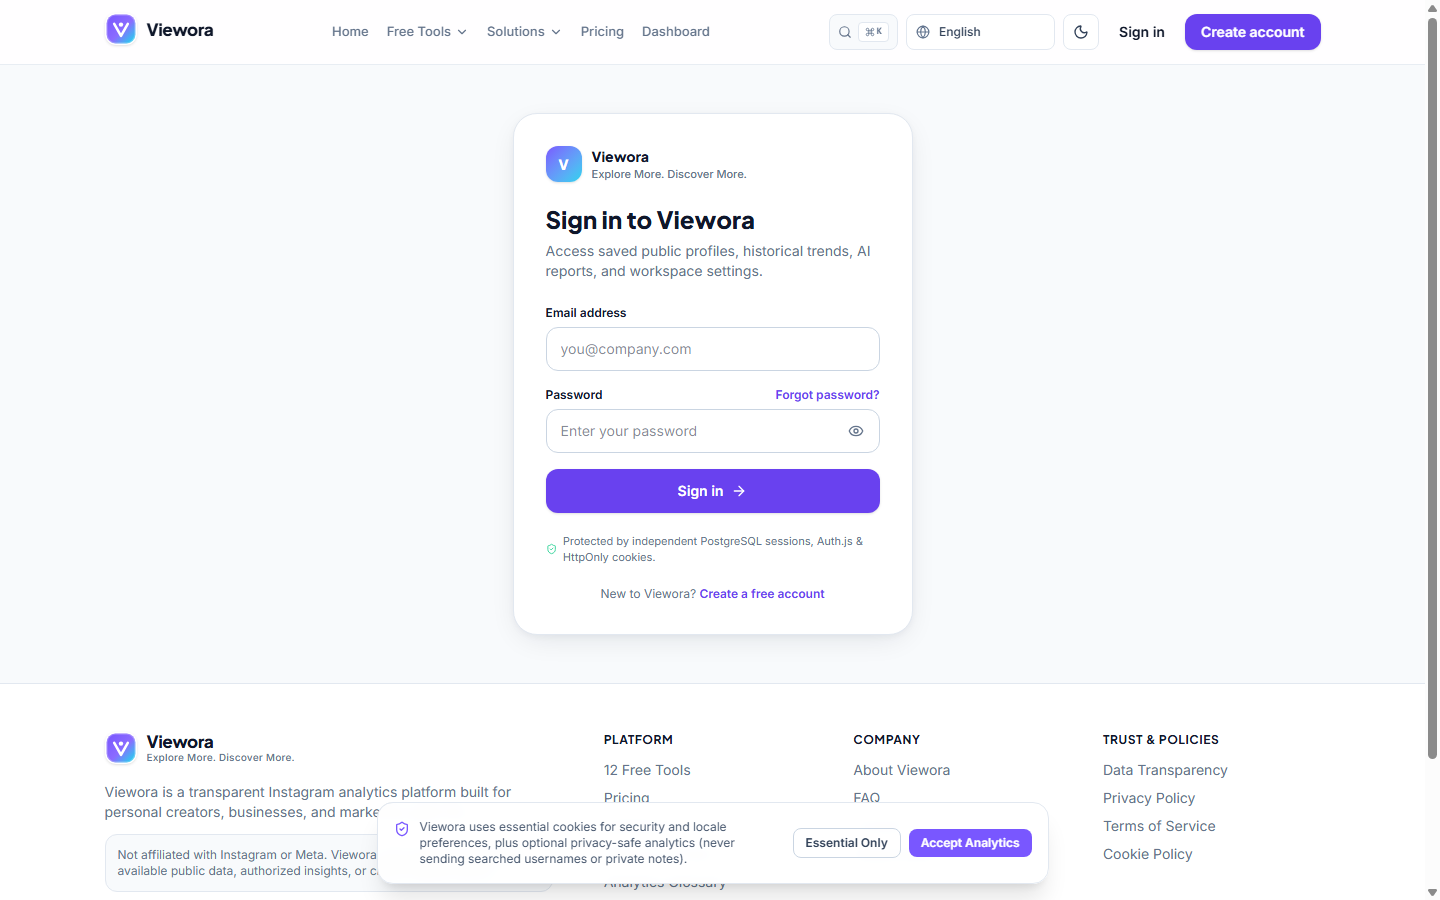 Viewora
Home
Free Tools
Solutions
Pricing
Dashboard
⌘K
English
Sign in
Create account
V
Viewora
Explore More. Discover More.
Sign in to Viewora
Access saved public profiles, historical trends, AI
reports, and workspace settings.
Email address
you@company.com
Password
Forgot password?
Enter your password
Sign in
Protected by independent PostgreSQL sessions, Auth.js &
HttpOnly cookies.
New to Viewora? Create a free account
Viewora
Explore More. Discover More.
Viewora is a transparent Instagram analytics platform built for
personal creators, businesses, and
Not affiliated with Instagram or Meta. Viewora
available public data, authorized insights, or
PLATFORM
12 Free Tools
Pricing
Analytics Glossary
COMPANY
About Viewora
FAQ
TRUST & POLICIES
Data Transparency
Privacy Policy
Terms of Service
Cookie Policy
Viewora uses essential cookies for security and locale
preferences, plus optional privacy-safe analytics (never
sending searched usernames or private notes).
Essential Only
Accept Analytics